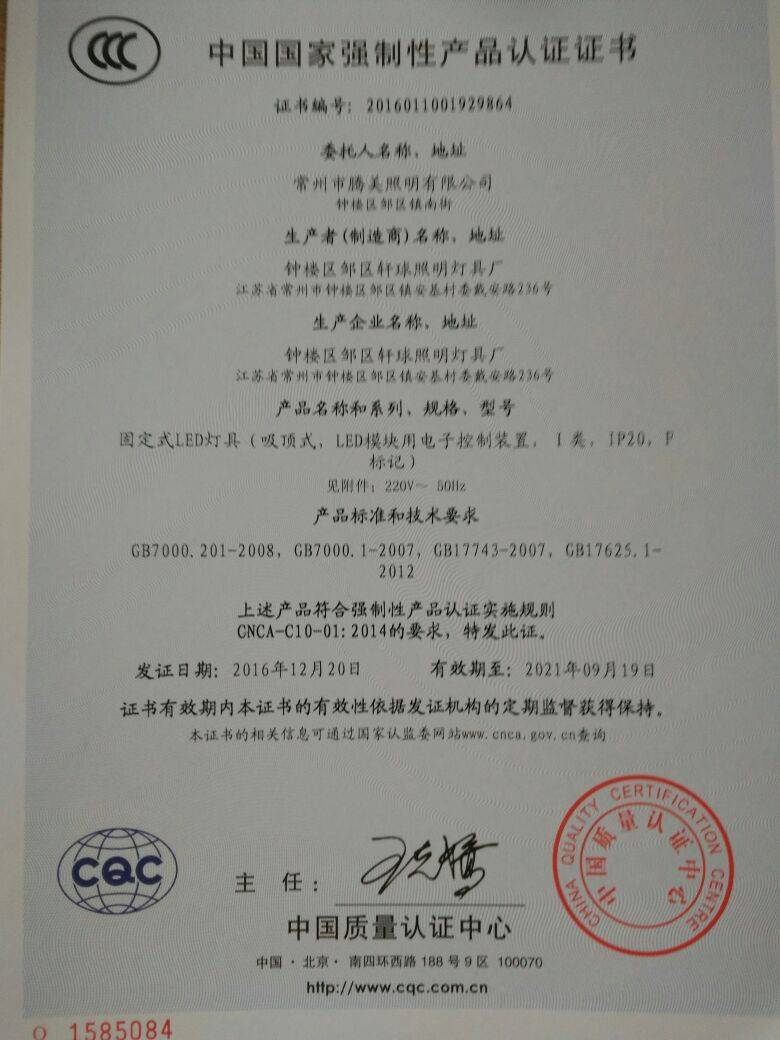 CCC
中国国家强制性产品认证证书
证书编号: 2016011001929864
委托人名称、地址
常州市腾美照明有限公司
钟楼区邹区镇南街
生产者(制造商)名称、地址
钟楼区邹区轩球照明灯具厂
江苏省常州市钟楼区邹区镇安基村委戴安路236号
生产企业名称、地址
钟楼区邹区轩球照明灯具厂
江苏省常州市钟楼区邹区镇安基村委戴安路236号
产品名称和系列、规格、型号
固定式LED灯具(吸顶式, LED模块用电子控制装置, I类, IP20, F
标记)
见附件; 220V~ 50Hz
产品标准和技术要求
GB7000.201-2008, GB7000.1-2007, GB17743-2007, GB17625.1-
2012
上述产品符合强制性产品认证实施规则
CNCA-C10-01:2014的要求, 特发此证。
发证日期: 2016年12月20日 有效期至: 2021年09月19日
证书有效期内本证书的有效性依据发证机构的定期监督获得保持。
本证书的相关信息可通过国家认监委网站www.cnca.gov.cn查询
CQC
主 任:
中国质量认证中心
中国·北京·南四环西路 188 号 9 区 100070
http://www.cqc.com.cn
CHINA QUALITY CERTIFICATION CENTRE
中国质量认证中心
Q 1585084